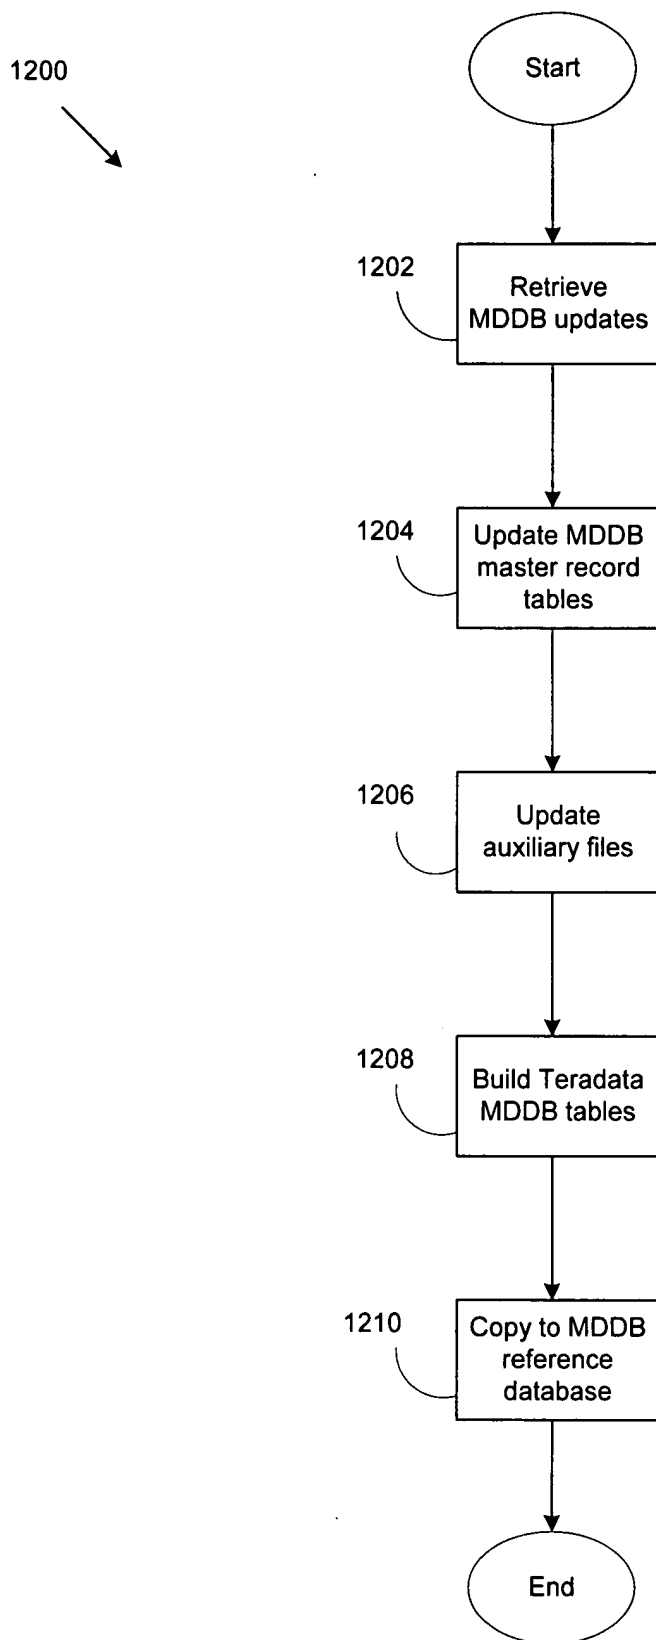 1200
Start
1202
Retrieve
MDDB updates
1204
Update MDDB
master record
tables
1206
Update
auxiliary files
1208
Build Teradata
MDDB tables
1210
Copy to MDDB
reference
database
End